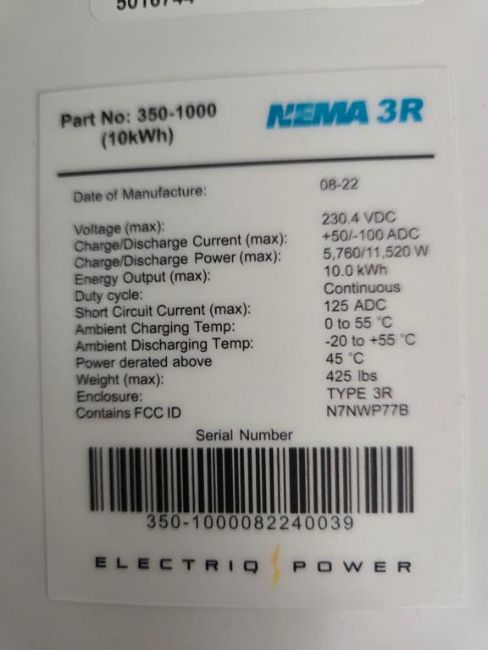 Part No: 350-1000
(10kWh)
NEMA 3R
Date of Manufacture: 08-22
Voltage (max): 230.4 VDC
Charge/Discharge Current (max): +50/-100 ADC
Charge/Discharge Power (max): 5,760/11,520 W
Energy Output (max): 10.0 kWh
Duty cycle: Continuous
Short Circuit Current (max): 125 ADC
Ambient Charging Temp: 0 to 55 °C
Ambient Discharging Temp: -20 to +55 °C
Power derated above 45 °C
Weight (max): 425 lbs
Enclosure: TYPE 3R
Contains FCC ID N7NWP77B
Serial Number
350-1000082240039
ELECTRIQ POWER